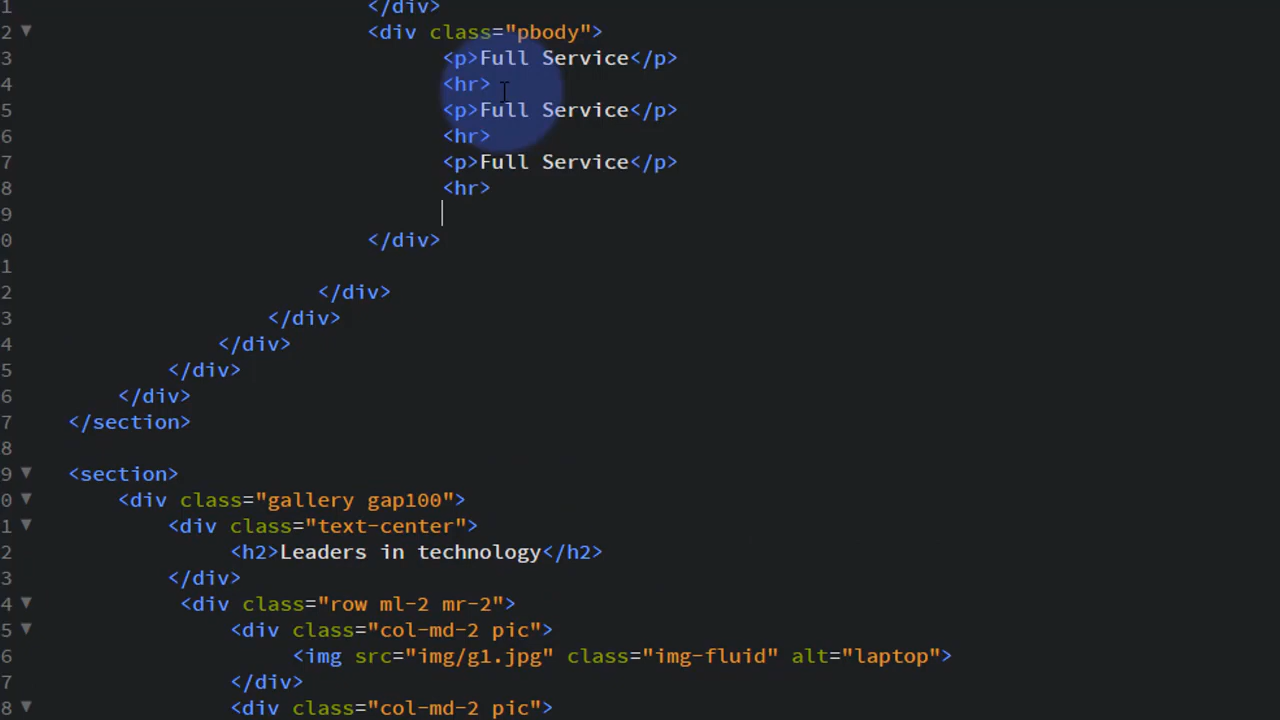 1 </div>
2 <div class="pbody">
3 <p>Full Service</p>
4 <hr>
5 <p>Full Service</p>
6 <hr>
7 <p>Full Service</p>
8 <hr>
9
0 </div>
1
2 </div>
3 </div>
4 </div>
5 </div>
6 </div>
7 </section>
8
9 <section>
0 <div class="gallery gap100">
1 <div class="text-center">
2 <h2>Leaders in technology</h2>
3 </div>
4 <div class="row ml-2 mr-2">
5 <div class="col-md-2 pic">
6 <img src="img/g1.jpg" class="img-fluid" alt="laptop">
7 </div>
8 <div class="col-md-2 pic">